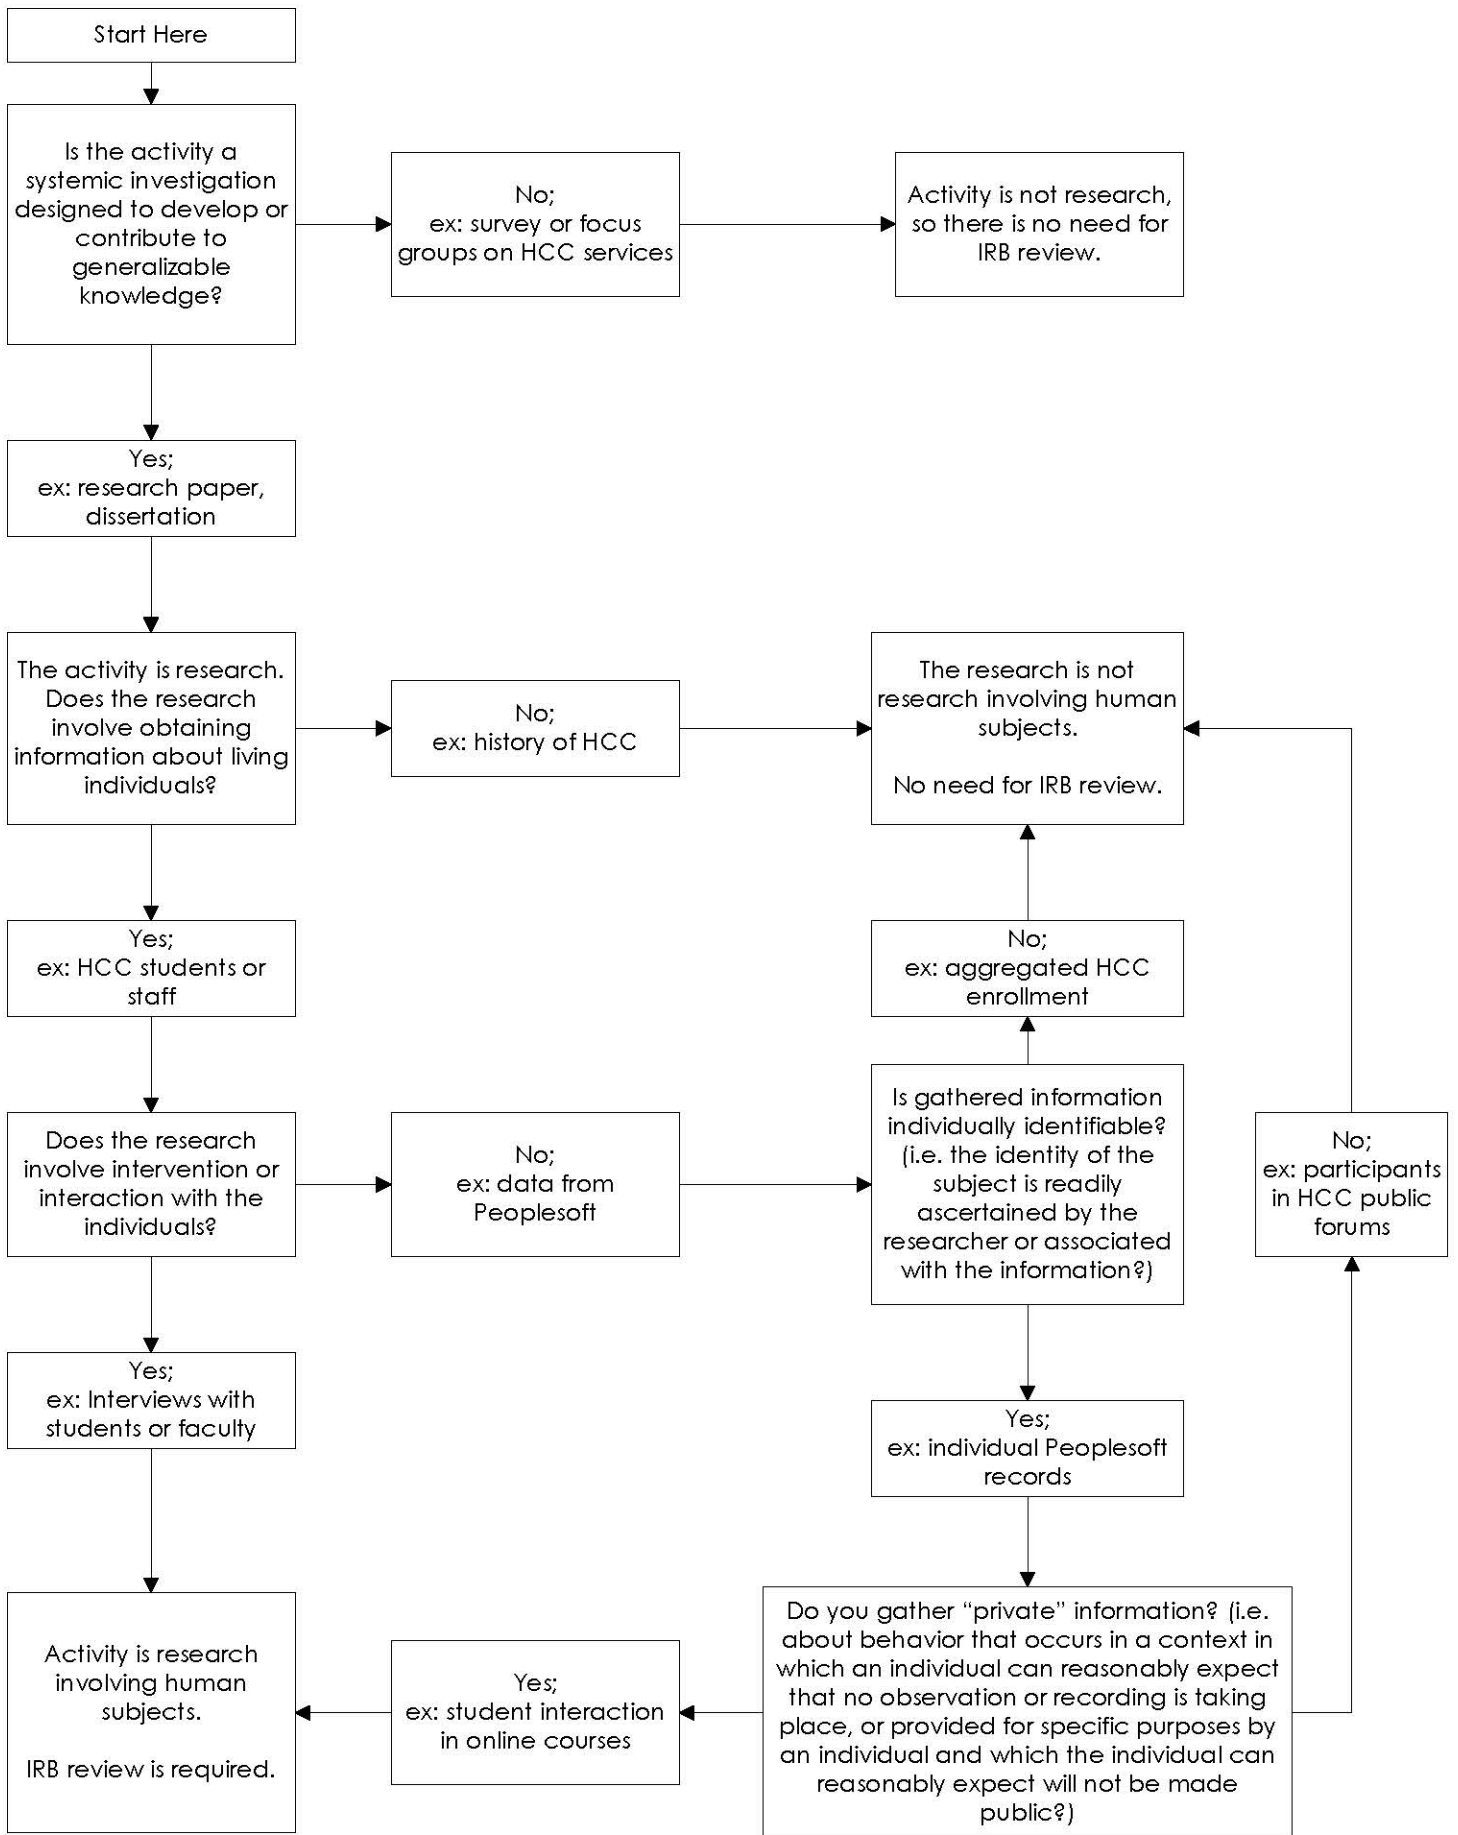 Start Here
Is the activity a
systemic investigation
designed to develop or
contribute to
generalizable
knowledge?
No;
ex: survey or focus
groups on HCC services
Activity is not research,
so there is no need for
IRB review.
Yes;
ex: research paper,
dissertation
The activity is research.
Does the research
involve obtaining
information about living
individuals?
No;
ex: history of HCC
The research is not
research involving human
subjects.
No need for IRB review.
Yes;
ex: HCC students or
staff
No;
ex: aggregated HCC
enrollment
Does the research
involve intervention or
interaction with the
individuals?
No;
ex: data from
Peoplesoft
Is gathered information
individually identifiable?
(i.e. the identity of the
subject is readily
ascertained by the
researcher or associated
with the information?)
No;
ex: participants
in HCC public
forums
Yes;
ex: Interviews with
students or faculty
Yes;
ex: individual Peoplesoft
records
Activity is research
involving human
subjects.
IRB review is required.
Yes;
ex: student interaction
in online courses
Do you gather “private” information? (i.e.
about behavior that occurs in a context in
which an individual can reasonably expect
that no observation or recording is taking
place, or provided for specific purposes by
an individual and which the individual can
reasonably expect will not be made
public?)